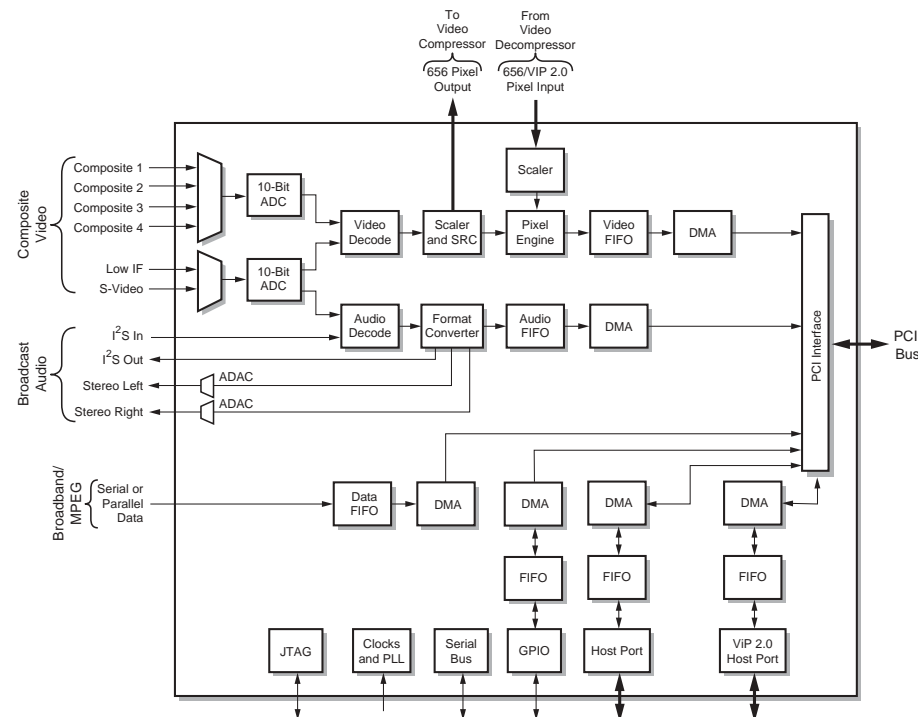 To
Video
Compressor
656 Pixel
Output
From
Video
Decompressor
656/VIP 2.0
Pixel Input
Composite
Video
Composite 1
Composite 2
Composite 3
Composite 4
Low IF
S-Video
10-Bit
ADC
10-Bit
ADC
Video
Decode
Scaler
and SRC
Scaler
Pixel
Engine
Video
FIFO
DMA
Broadcast
Audio
I²S In
I²S Out
Stereo Left
Stereo Right
ADAC
ADAC
Audio
Decode
Format
Converter
Audio
FIFO
DMA
PCI Interface
PCI
Bus
Broadband/
MPEG
Serial or
Parallel
Data
Data
FIFO
DMA
DMA
DMA
DMA
FIFO
FIFO
FIFO
JTAG
Clocks
and PLL
Serial
Bus
GPIO
Host Port
ViP 2.0
Host Port